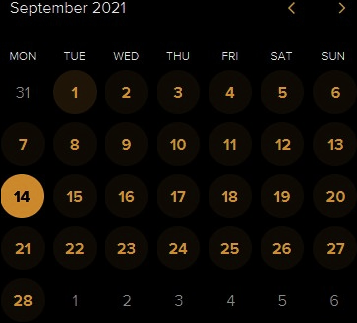 September 2021 < >
MON TUE WED THU FRI SAT SUN
31 1 2 3 4 5 6
7 8 9 10 11 12 13
14 15 16 17 18 19 20
21 22 23 24 25 26 27
28 1 2 3 4 5 6